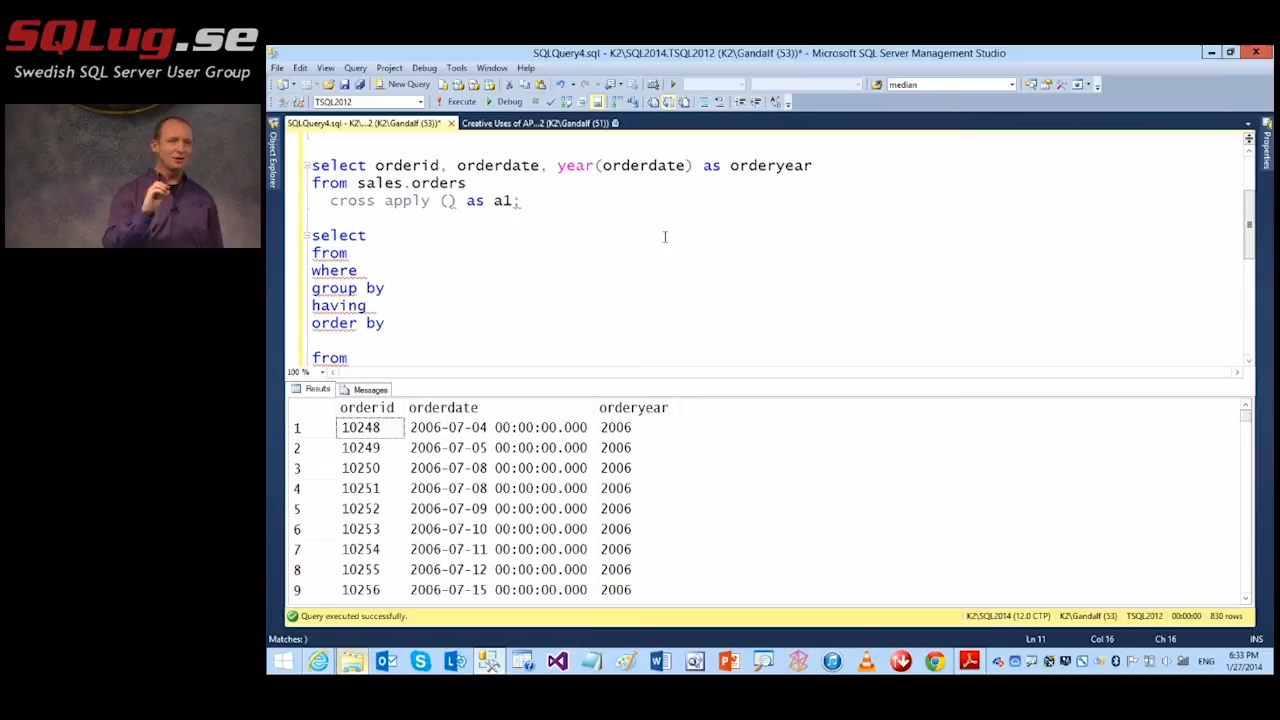 SQLug.se
Swedish SQL Server User Group
SQLQuery4.sql - K2\SQL2014.TSQL2012 (K2\Gandalf (53))* - Microsoft SQL Server Management Studio
File Edit View Query Project Debug Tools Window Help
New Query
median
TSQL2012
Execute
Debug
SQLQuery4.sql - K2\...2 (K2\Gandalf (53))*
Creative Uses of AP...2 (K2\Gandalf (51))
Object Explorer
Properties
select orderid, orderdate, year(orderdate) as orderyear
from sales.orders
cross apply () as a1;
select
from
where
group by
having
order by
from
100 %
Results
Messages
orderid orderdate orderyear
1 10248 2006-07-04 00:00:00.000 2006
2 10249 2006-07-05 00:00:00.000 2006
3 10250 2006-07-08 00:00:00.000 2006
4 10251 2006-07-08 00:00:00.000 2006
5 10252 2006-07-09 00:00:00.000 2006
6 10253 2006-07-10 00:00:00.000 2006
7 10254 2006-07-11 00:00:00.000 2006
8 10255 2006-07-12 00:00:00.000 2006
9 10256 2006-07-15 00:00:00.000 2006
Query executed successfully.
K2\SQL2014 (12.0 CTP) K2\Gandalf (53) TSQL2012 00:00:00 830 rows
Matches: )
Ln 11 Col 16 Ch 16 INS
ENG
6:33 PM
1/27/2014